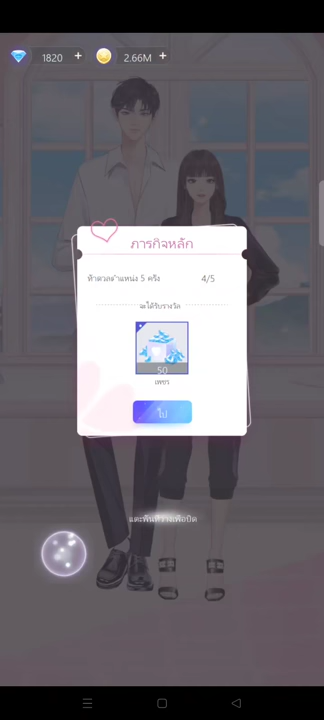 1820 +
2.66M +
ภารกิจหลัก
ท้าดวลตำแหน่ง 5 ครั้ง 4/5
จะได้รับรางวัล
50
เพชร
ไป
แตะพื้นที่ว่างเพื่อปิด